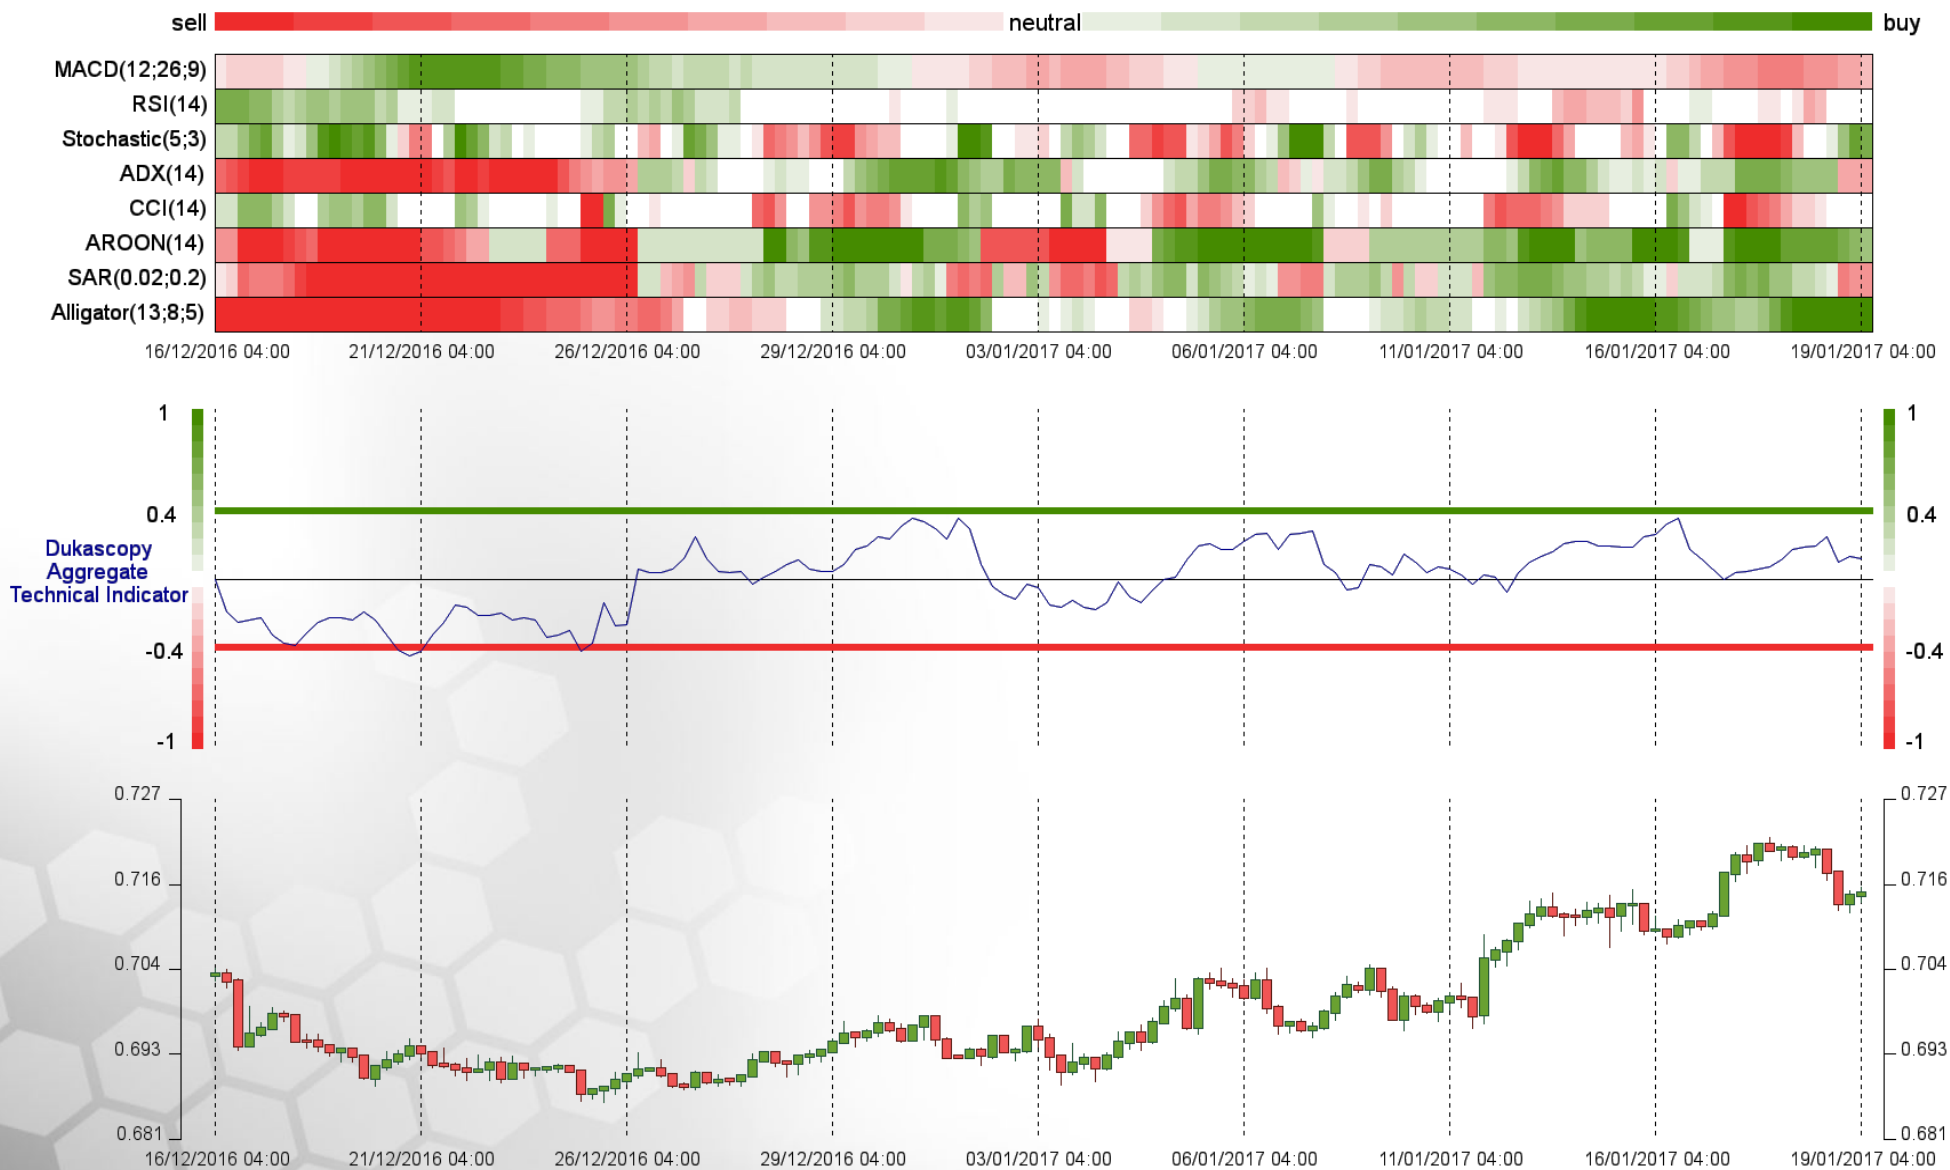 sell neutral buy
MACD(12;26;9)
RSI(14)
Stochastic(5;3)
ADX(14)
CCI(14)
AROON(14)
SAR(0.02;0.2)
Alligator(13;8;5)
16/12/2016 04:00 21/12/2016 04:00 26/12/2016 04:00 29/12/2016 04:00 03/01/2017 04:00 06/01/2017 04:00 11/01/2017 04:00 16/01/2017 04:00 19/01/2017 04:00
1 1
0.4 0.4
Dukascopy
Aggregate
Technical Indicator
-0.4 -0.4
-1 -1
0.727 0.727
0.716 0.716
0.704 0.704
0.693 0.693
0.681 0.681
16/12/2016 04:00 21/12/2016 04:00 26/12/2016 04:00 29/12/2016 04:00 03/01/2017 04:00 06/01/2017 04:00 11/01/2017 04:00 16/01/2017 04:00 19/01/2017 04:00